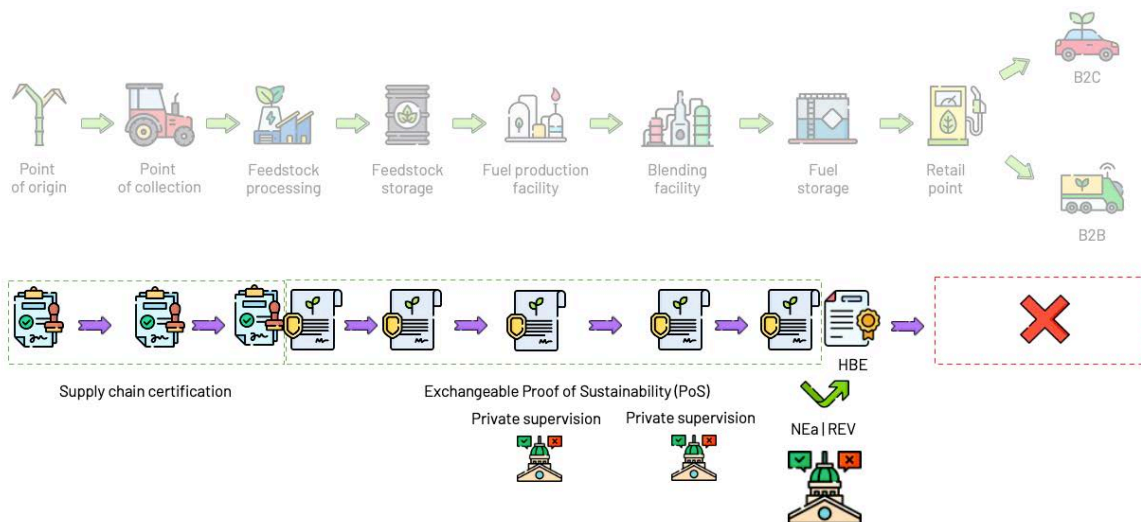 B2C
Point
of origin
Point
of collection
Feedstock
processing
Feedstock
storage
Fuel production
facility
Blending
facility
Fuel
storage
Retail
point
B2B
HBE
Supply chain certification
Exchangeable Proof of Sustainability (PoS)
Private supervision
Private supervision
NEa | REV